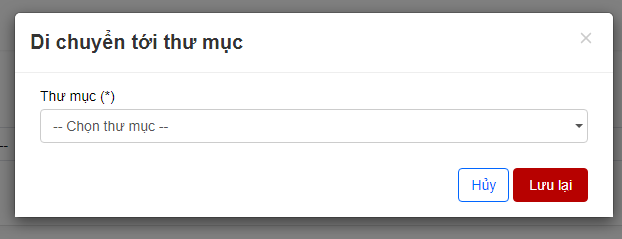 Di chuyển tới thư mục
×
Thư mục (*)
-- Chọn thư mục --
--
Hủy
Lưu lại